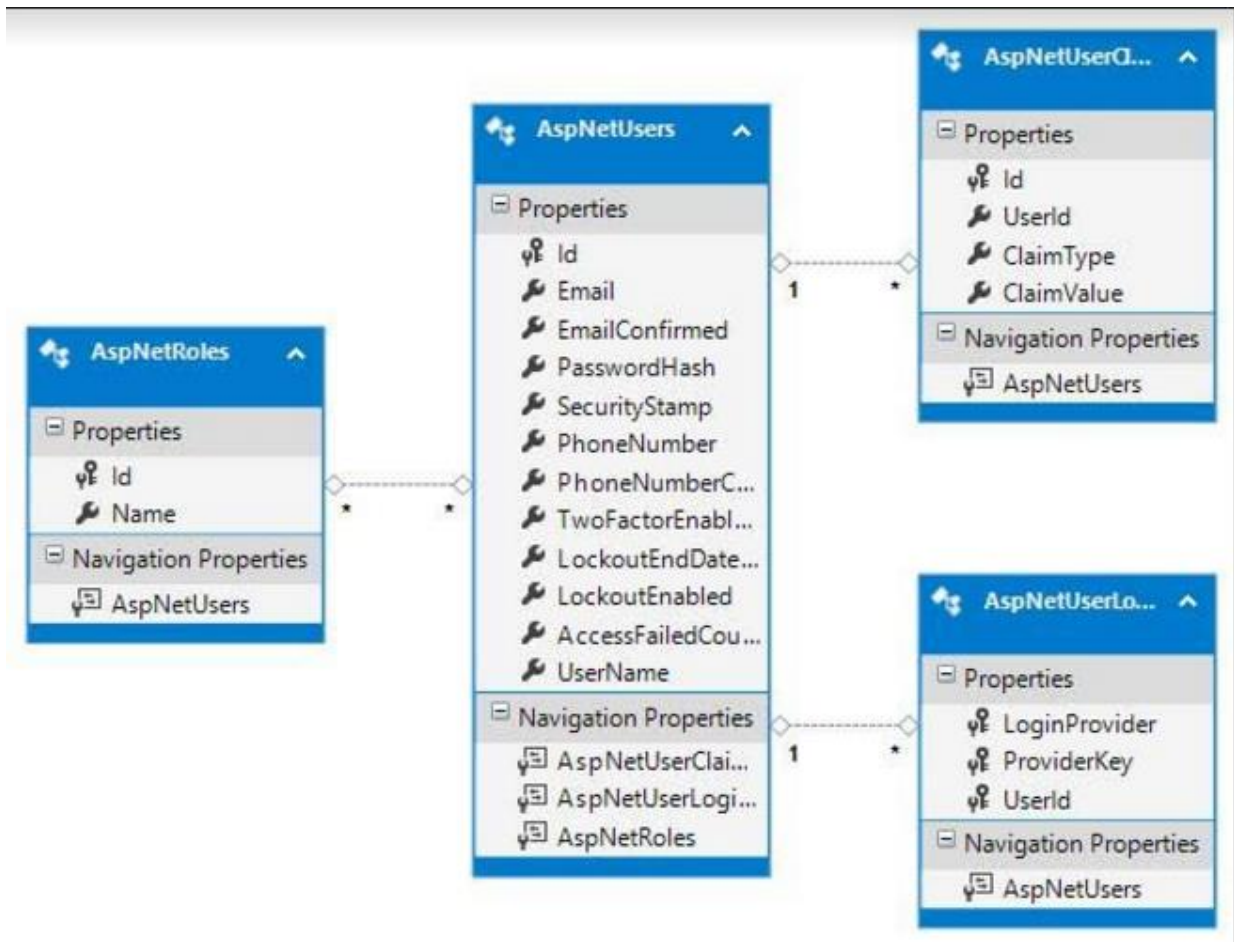 AspNetRoles
Properties
Id
Name
Navigation Properties
AspNetUsers
*
*
AspNetUsers
Properties
Id
Email
EmailConfirmed
PasswordHash
SecurityStamp
PhoneNumber
PhoneNumberC...
TwoFactorEnabl...
LockoutEndDate...
LockoutEnabled
AccessFailedCou...
UserName
Navigation Properties
AspNetUserClai...
AspNetUserLogi...
AspNetRoles
1
*
AspNetUserCl...
Properties
Id
UserId
ClaimType
ClaimValue
Navigation Properties
AspNetUsers
1
*
AspNetUserLo...
Properties
LoginProvider
ProviderKey
UserId
Navigation Properties
AspNetUsers